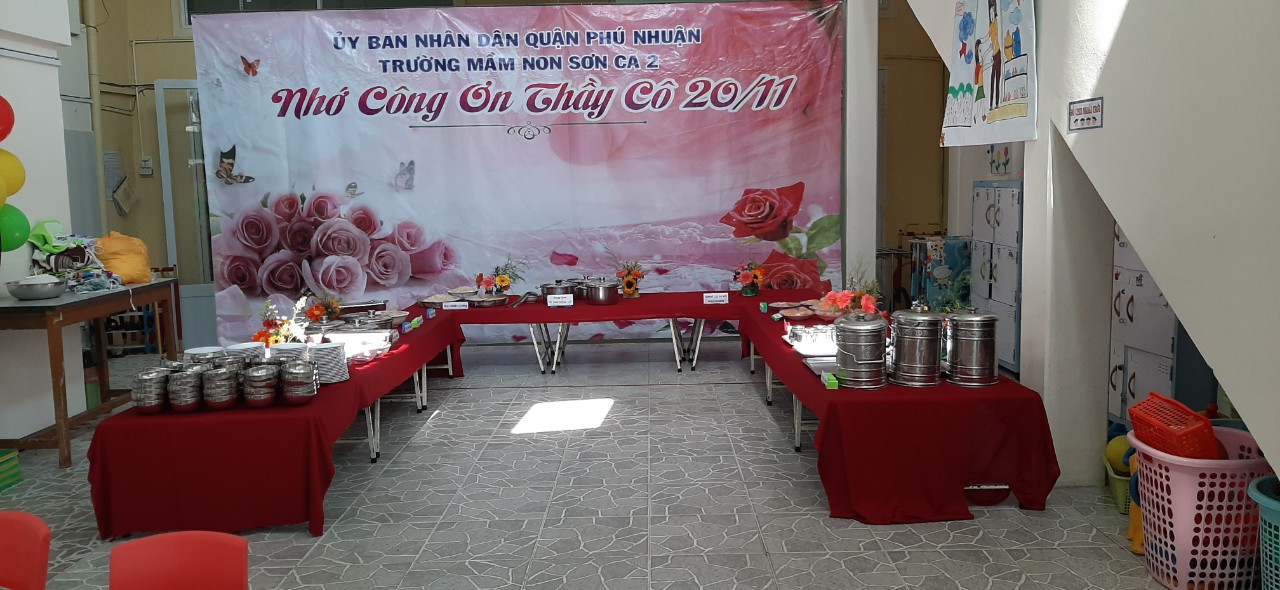 ỦY BAN NHÂN DÂN QUẬN PHÚ NHUẬN
TRƯỜNG MẦM NON SƠN CA 2
Nhớ Công Ơn Thầy Cô 20/11